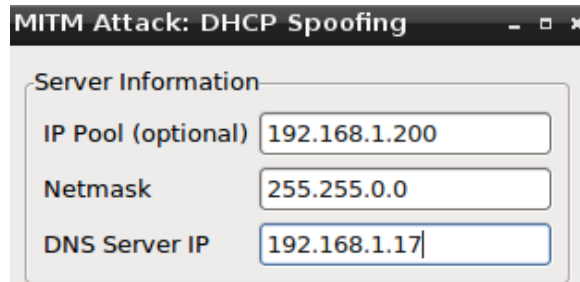 MITM Attack: DHCP Spoofing
Server Information
IP Pool (optional) 192.168.1.200
Netmask 255.255.0.0
DNS Server IP 192.168.1.17